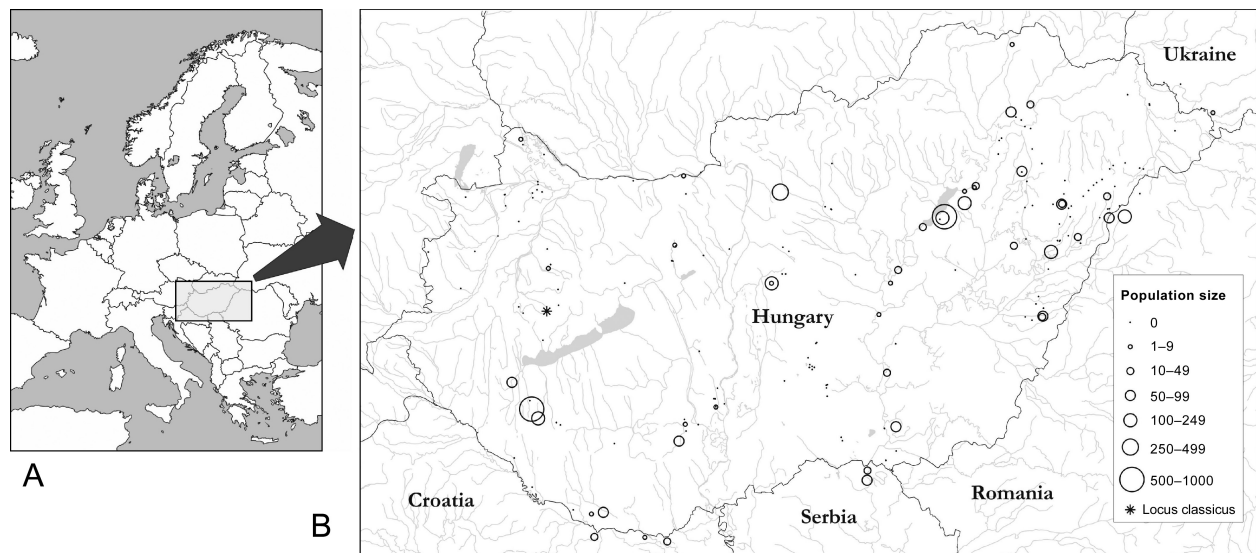 A
B
Ukraine
Hungary
Croatia
Serbia
Romania
Population size
0
1–9
10–49
50–99
100–249
250–499
500–1000
Locus classicus